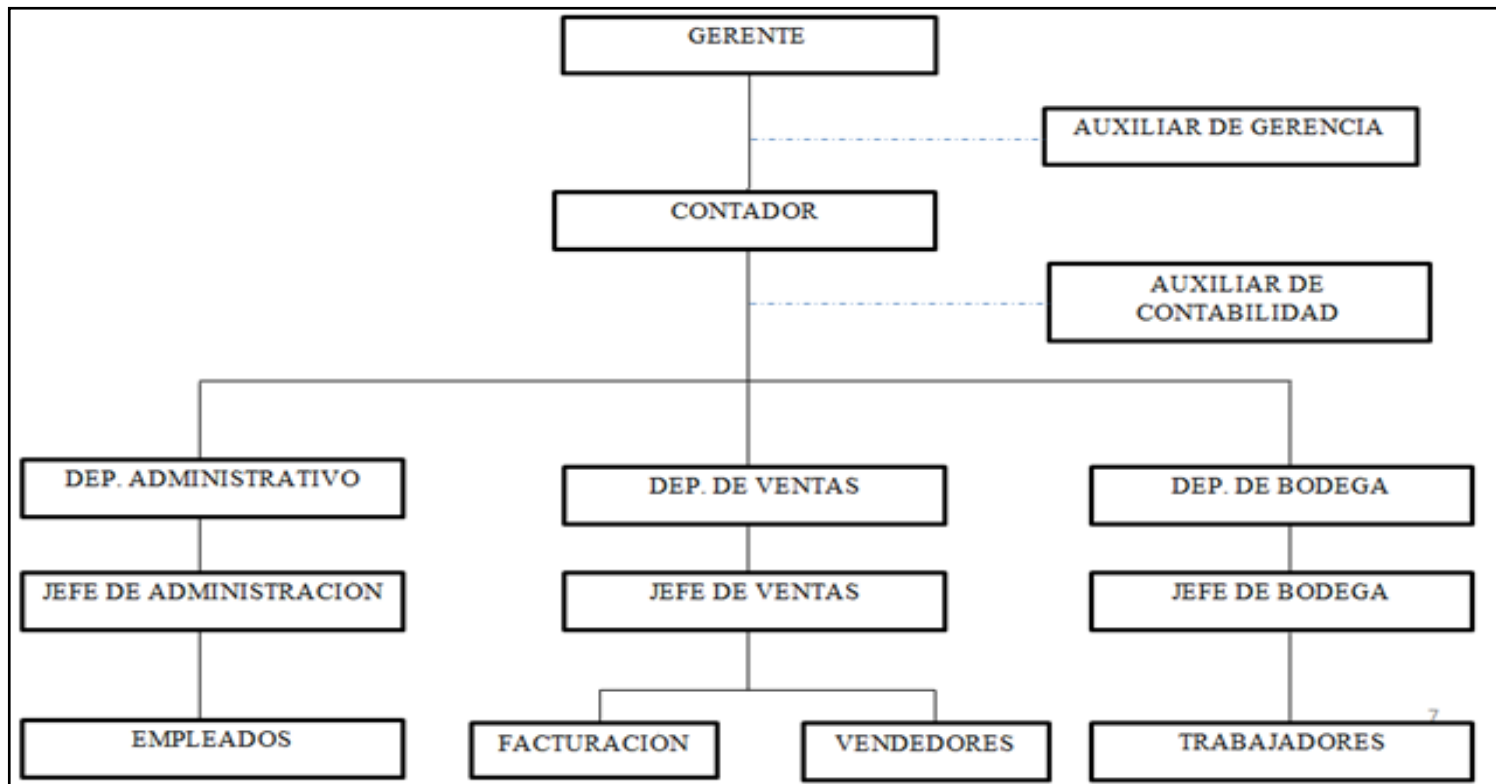 GERENTE
AUXILIAR DE GERENCIA
CONTADOR
AUXILIAR DE
CONTABILIDAD
DEP. ADMINISTRATIVO
DEP. DE VENTAS
DEP. DE BODEGA
JEFE DE ADMINISTRACION
JEFE DE VENTAS
JEFE DE BODEGA
EMPLEADOS
FACTURACION
VENDEDORES
TRABAJADORES
7